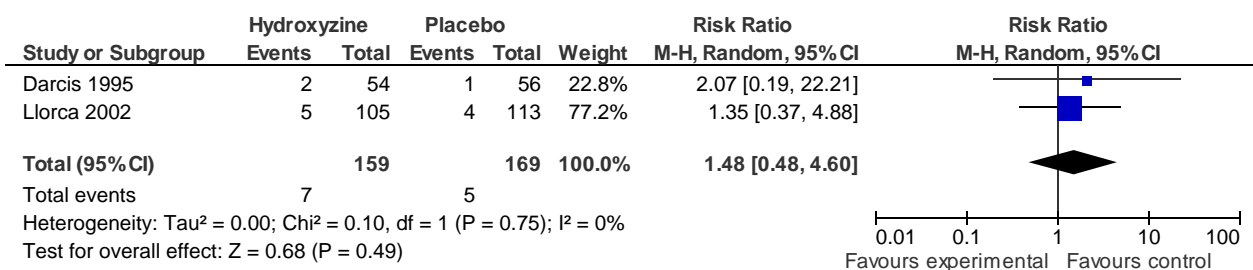 Hydroxyzine Placebo Risk Ratio Risk Ratio
Study or Subgroup Events Total Events Total Weight M-H, Random, 95% CI M-H, Random, 95% CI
Darcis 1995 2 54 1 56 22.8% 2.07 [0.19, 22.21]
Llorca 2002 5 105 4 113 77.2% 1.35 [0.37, 4.88]
Total (95% CI) 159 169 100.0% 1.48 [0.48, 4.60]
Total events 7 5
Heterogeneity: Tau² = 0.00; Chi² = 0.10, df = 1 (P = 0.75); I² = 0%
Test for overall effect: Z = 0.68 (P = 0.49)
0.01 0.1 1 10 100
Favours experimental Favours control